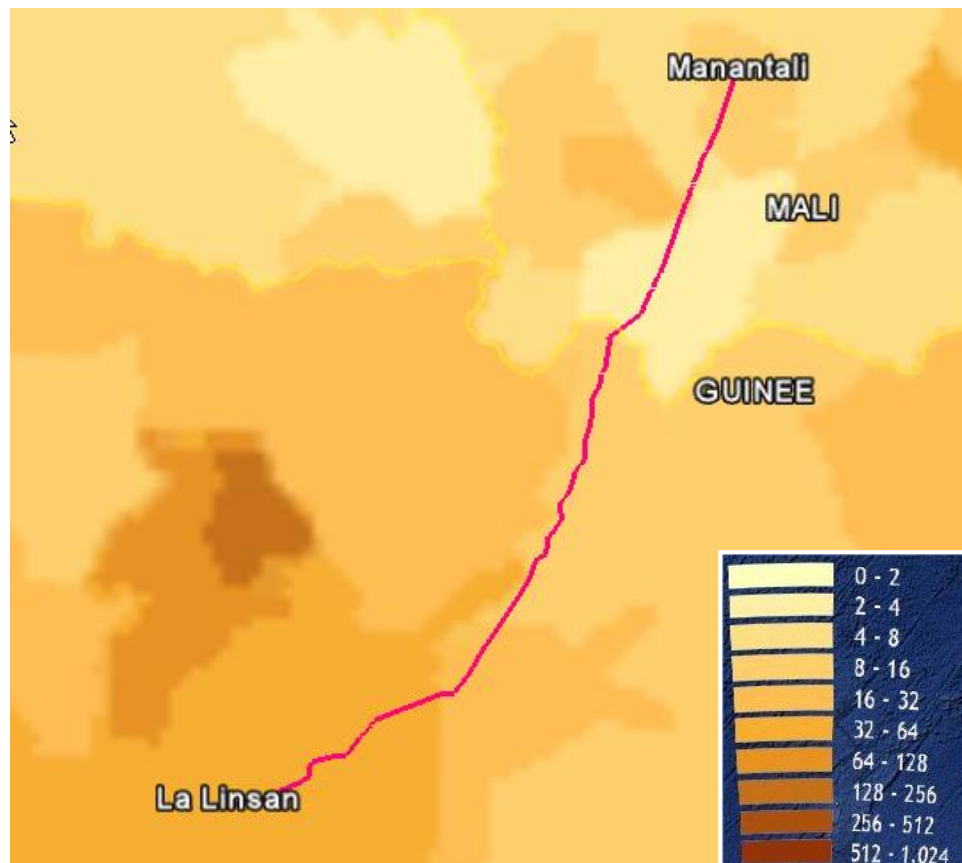 Manantali
MALI
GUINEE
La Linsan
0 - 2
2 - 4
4 - 8
8 - 16
16 - 32
32 - 64
64 - 128
128 - 256
256 - 512
512 - 1,024